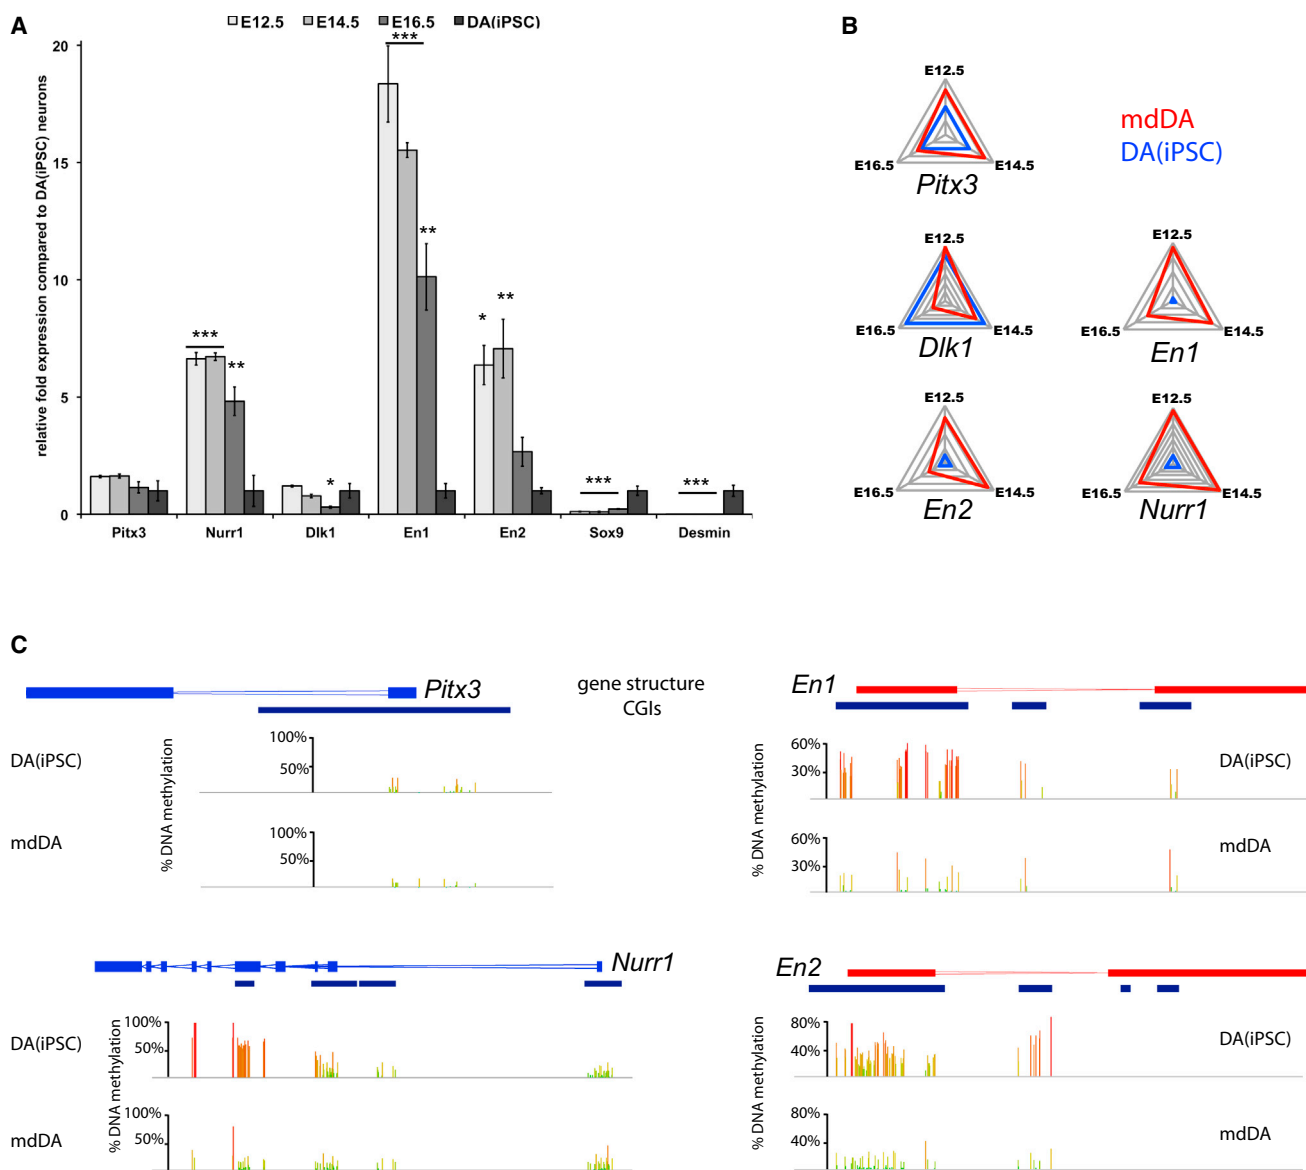 A
E12.5 E14.5 E16.5 DA(iPSC)
relative fold expression compared to DA(iPSC) neurons
20
15
10
5
0
***
**
*
***
**
*
**
***
***
Pitx3 Nurr1 Dlk1 En1 En2 Sox9 Desmin
B
mdDA
DA(iPSC)
E12.5
E16.5 E14.5
Pitx3
E12.5
E16.5 E14.5
Dlk1
E12.5
E16.5 E14.5
En1
E12.5
E16.5 E14.5
En2
E12.5
E16.5 E14.5
Nurr1
C
Pitx3
gene structure
CGIs
DA(iPSC)
mdDA
% DNA methylation
100%
50%
100%
50%
En1
% DNA methylation
60%
30%
DA(iPSC)
60%
30%
mdDA
Nurr1
DA(iPSC)
mdDA
% DNA methylation
100%
50%
100%
50%
En2
% DNA methylation
80%
40%
DA(iPSC)
80%
40%
mdDA